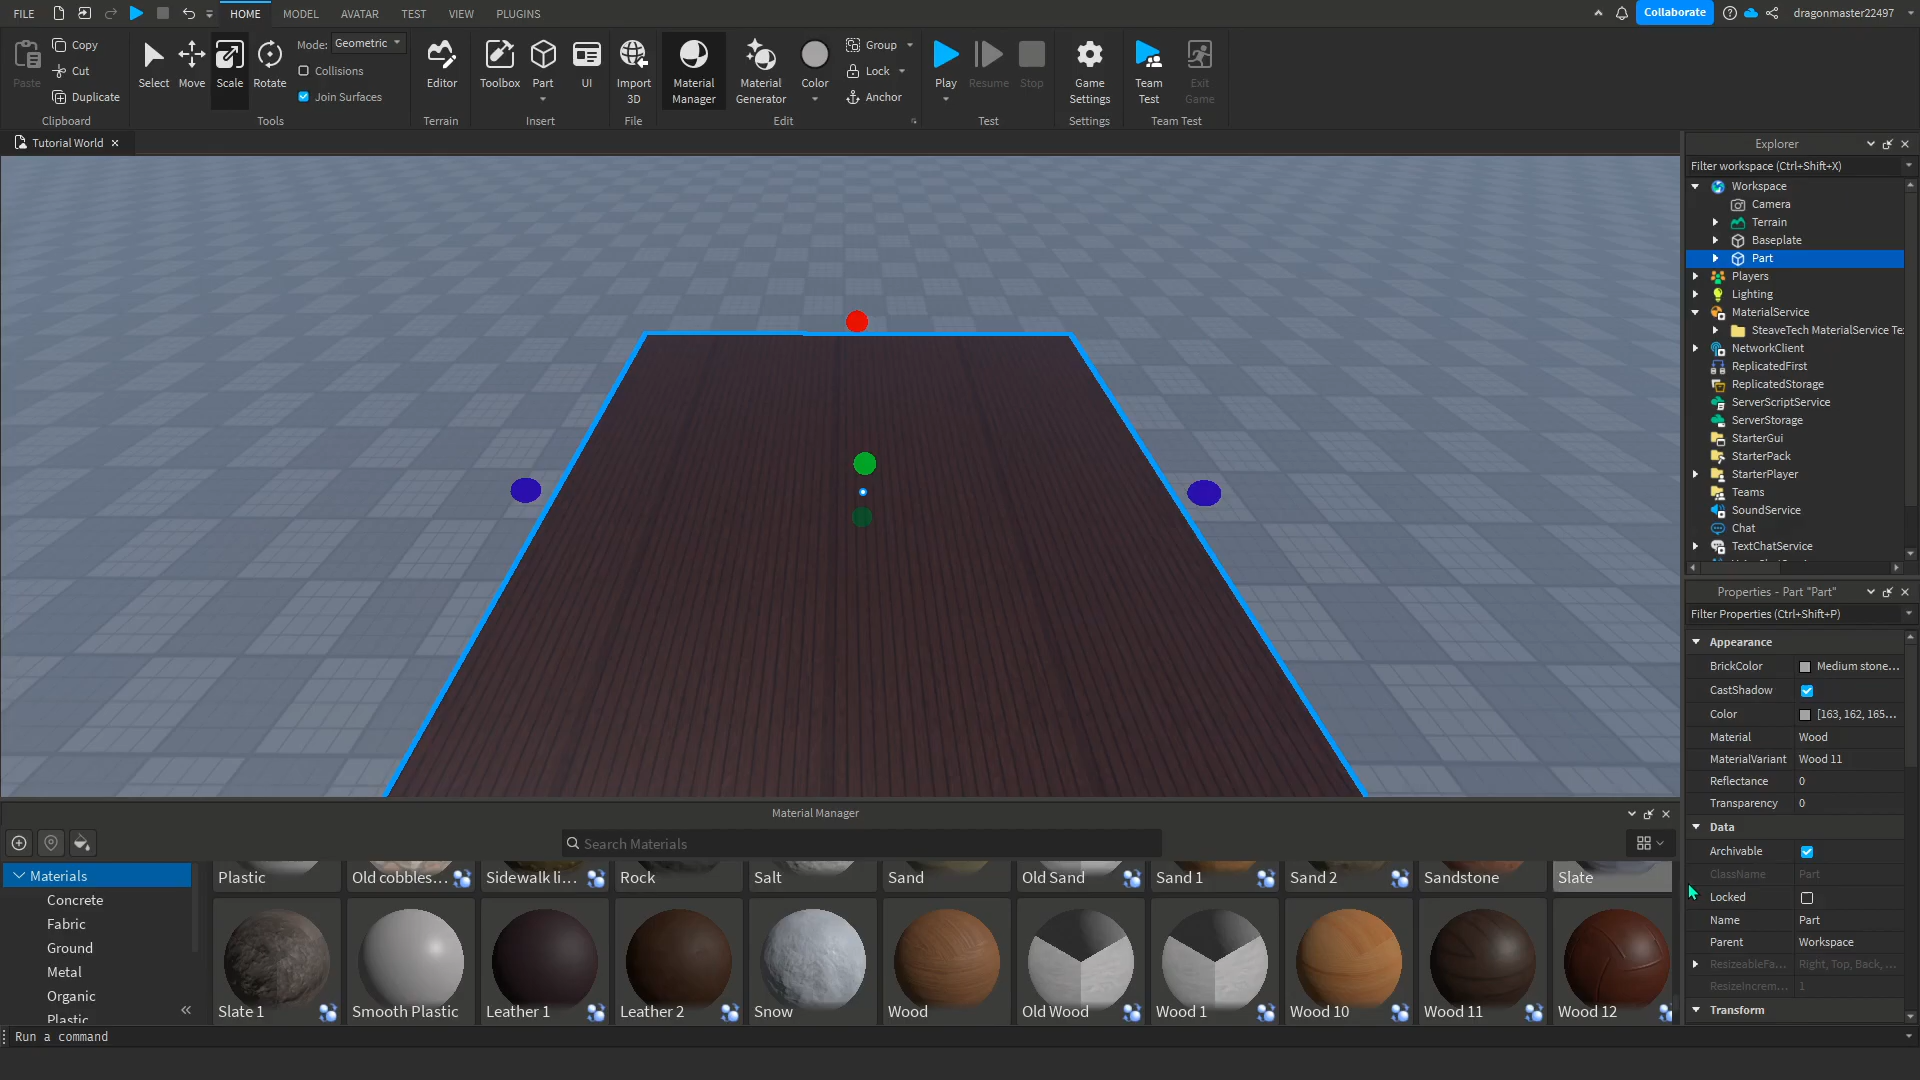 FILE
HOME
MODEL
AVATAR
TEST
VIEW
PLUGINS
Collaborate
dragonmaster22497
Paste
Copy
Cut
Duplicate
Clipboard
Select
Move
Scale
Rotate
Mode:
Geometric
Collisions
Join Surfaces
Tools
Editor
Terrain
Toolbox
Part
UI
Insert
Import
3D
File
Material
Manager
Material
Generator
Color
Group
Lock
Anchor
Edit
Play
Resume
Stop
Test
Game
Settings
Settings
Team
Test
Exit
Game
Team Test
Tutorial World
Explorer
Filter workspace (Ctrl+Shift+X)
Workspace
Camera
Terrain
Baseplate
Part
Players
Lighting
MaterialService
SteaveTech MaterialService Te
NetworkClient
ReplicatedFirst
ReplicatedStorage
ServerScriptService
ServerStorage
StarterGui
StarterPack
StarterPlayer
Teams
SoundService
Chat
TextChatService
Properties - Part "Part"
Filter Properties (Ctrl+Shift+P)
Appearance
BrickColor Medium stone...
CastShadow
Color [163, 162, 165...
Material Wood
MaterialVariant Wood 11
Reflectance 0
Transparency 0
Data
Archivable
ClassName Part
Locked
Name Part
Parent Workspace
ResizeableFa... Right, Top, Back, ...
ResizeIncrem... 1
Transform
Material Manager
Search Materials
Materials
Concrete
Fabric
Ground
Metal
Organic
Plastic
Plastic
Old cobbles...
Sidewalk li...
Rock
Salt
Sand
Old Sand
Sand 1
Sand 2
Sandstone
Slate
Slate 1
Smooth Plastic
Leather 1
Leather 2
Snow
Wood
Old Wood
Wood 1
Wood 10
Wood 11
Wood 12
Run a command